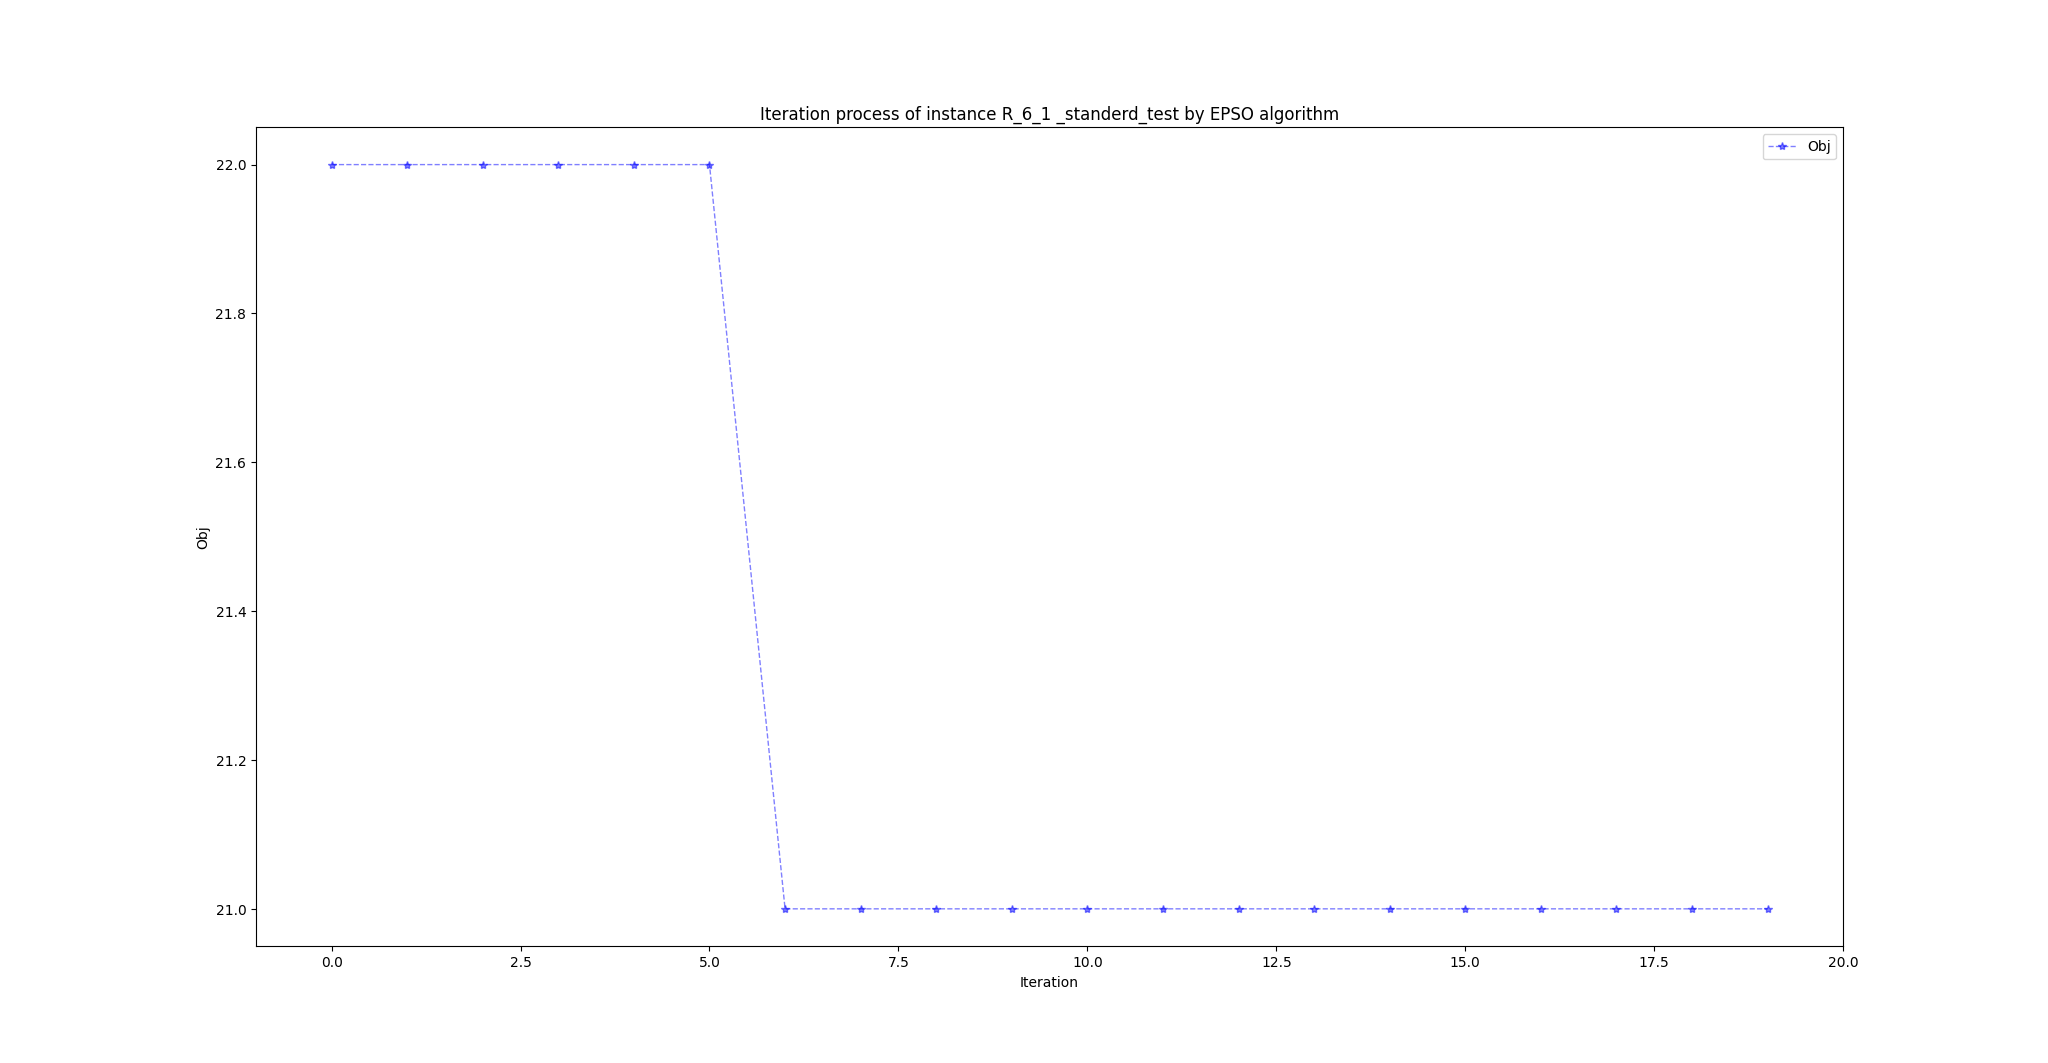 Iteration process of instance R_6_1 _standerd_test by EPSO algorithm
Obj
22.0
21.8
21.6
21.4
21.2
21.0
Obj
0.0 2.5 5.0 7.5 10.0 12.5 15.0 17.5 20.0
Iteration